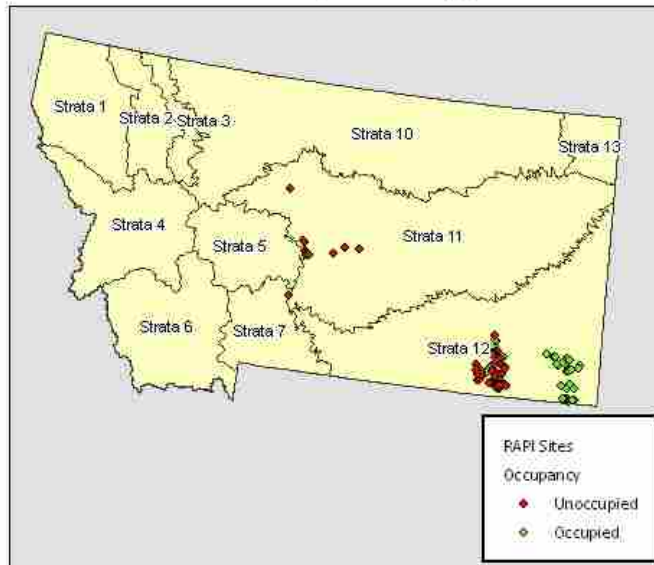 Strata 1
Strata 2
Strata 3
Strata 10
Strata 13
Strata 4
Strata 5
Strata 11
Strata 6
Strata 7
Strata 12
RAPI Sites
Occupancy
Unoccupied
Occupied